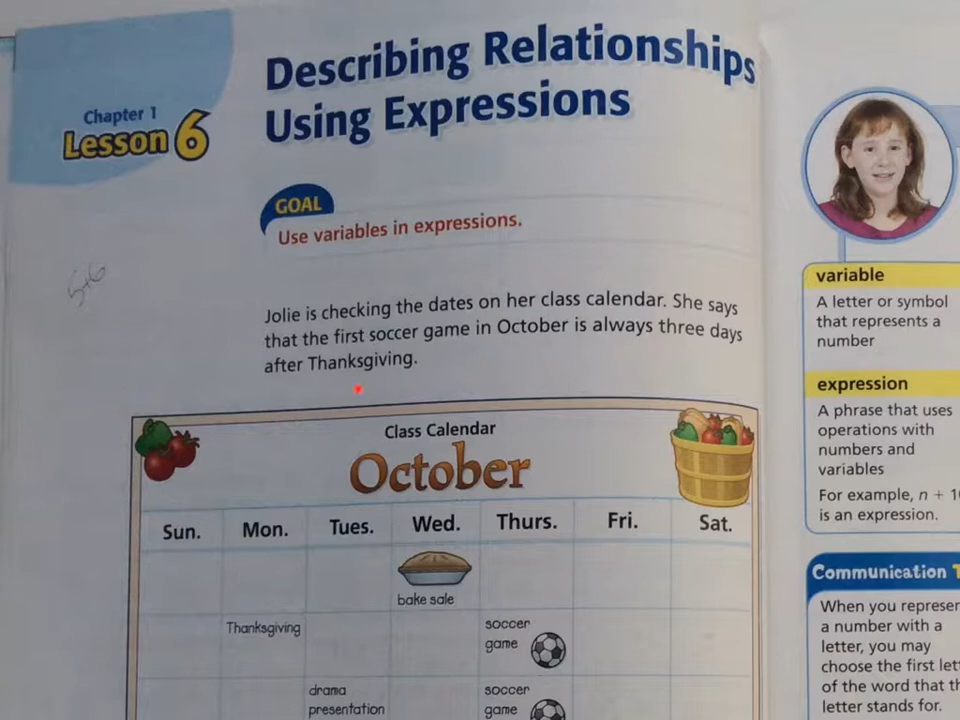 Chapter 1
Lesson 6
Describing Relationships
Using Expressions
GOAL
Use variables in expressions.
5+6
Jolie is checking the dates on her class calendar. She says
that the first soccer game in October is always three days
after Thanksgiving.
Class Calendar
October
Sun. Mon. Tues. Wed. Thurs. Fri. Sat.
bake sale
Thanksgiving
soccer
game
drama
presentation
soccer
game
variable
A letter or symbol
that represents a
number
expression
A phrase that uses
operations with
numbers and
variables
For example, n + 10
is an expression.
Communication
When you represen
a number with a
letter, you may
choose the first lett
of the word that th
letter stands for.